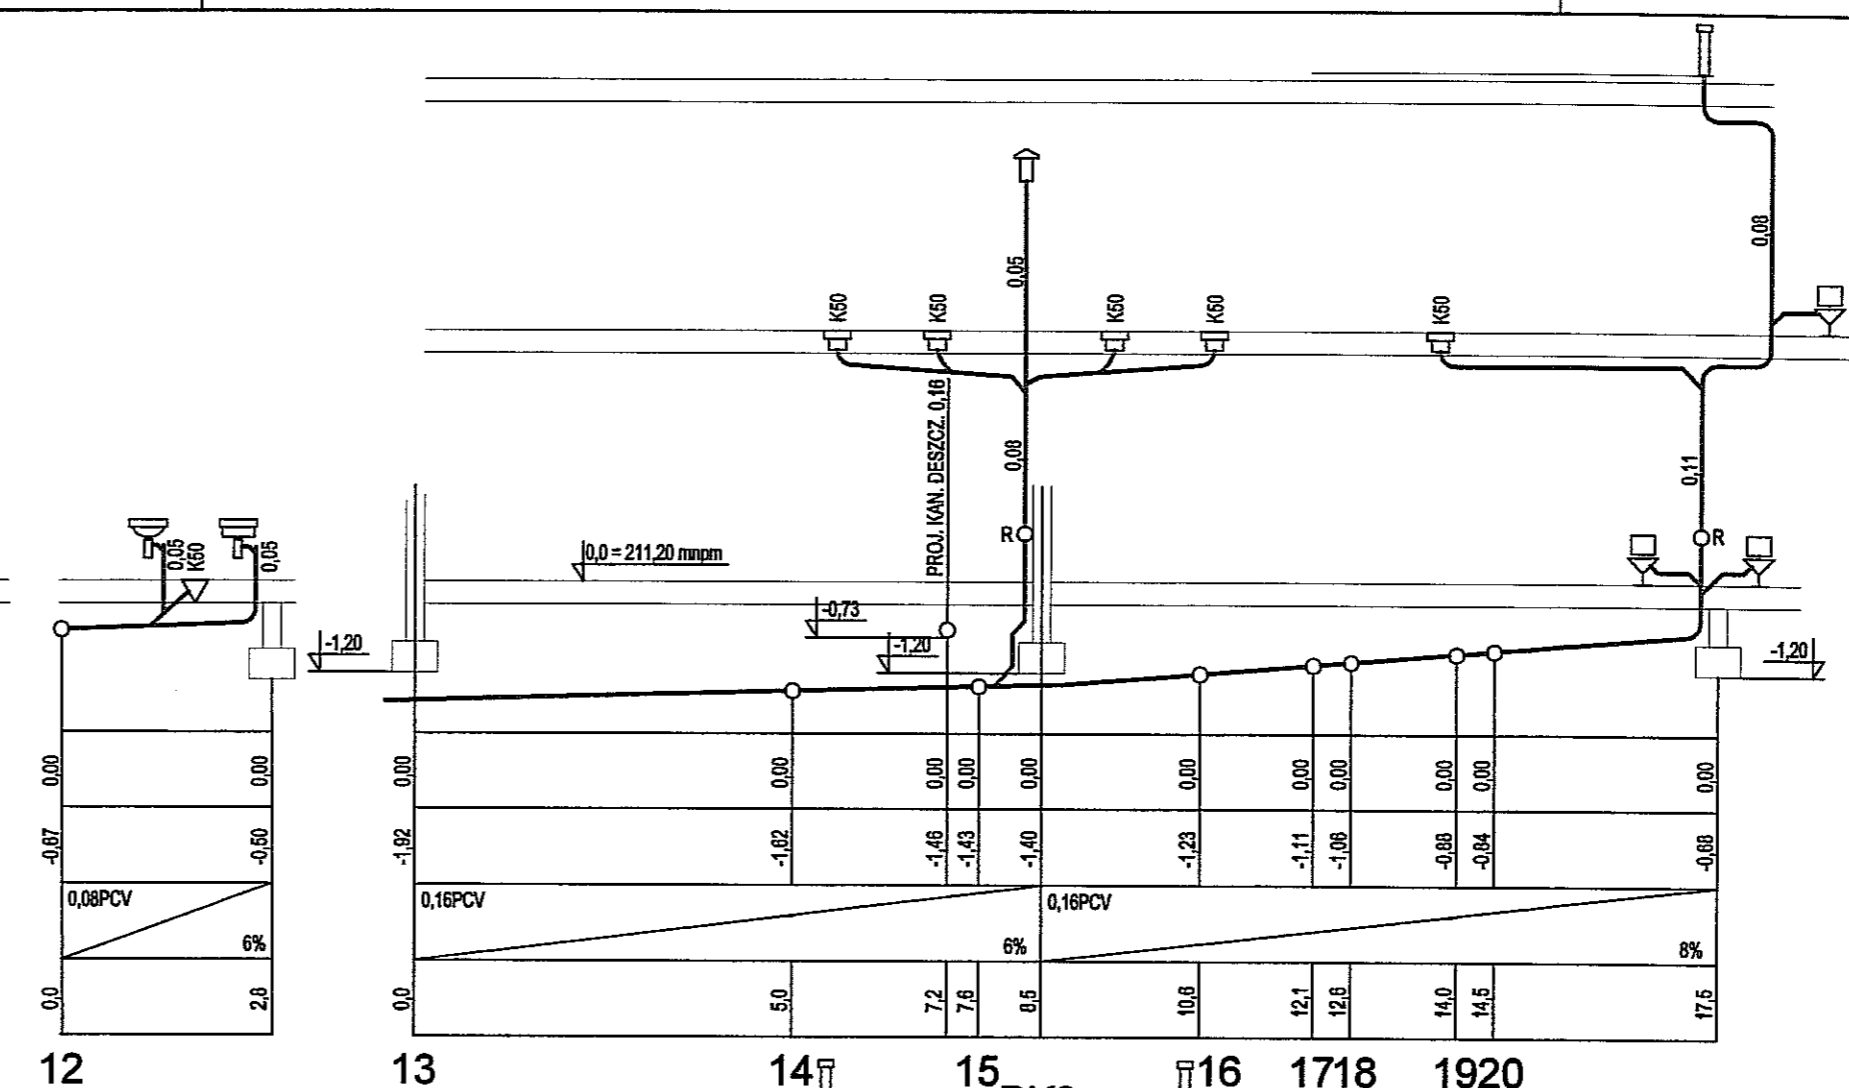 0,08
0,05
K50
K50
K50
K50
K50
PROJ. KAN. DESZCZ. 0,16
0,08
0,11
R
R
0,05
K50
0,05
0,0 = 211,20 mnpm
-0,73
-1,20
-1,20
-1,20
0,00 0,00 0,00 0,00 0,00 0,00 0,00 0,00 0,00 0,00 0,00 0,00 0,00
-0,67 -0,50 -1,92 -1,62 -1,46 -1,43 -1,40 -1,23 -1,11 -1,06 -0,88 -0,84 -0,68
0,08PCV 0,16PCV 0,16PCV
6% 6% 8%
0,0 2,8 0,0 5,0 7,2 7,6 8,5 10,6 12,1 12,6 14,0 14,5 17,5
12 13 14 15 16 17 18 19 20